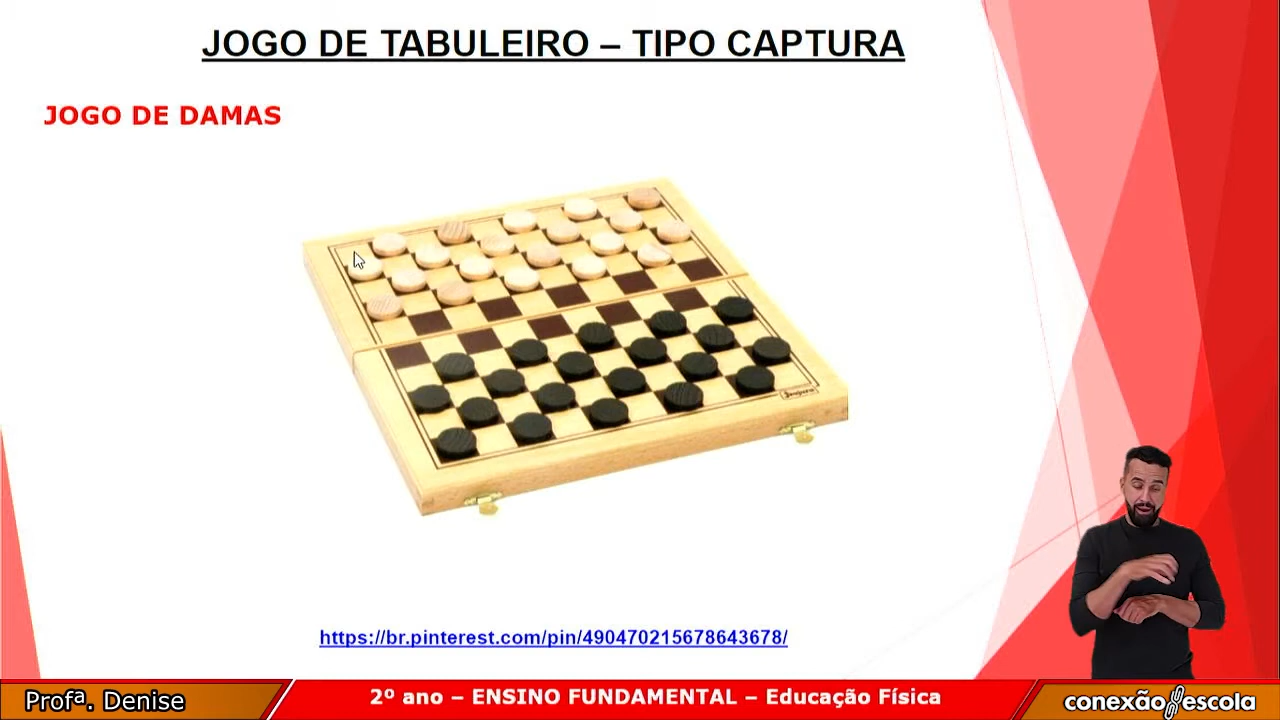 JOGO DE TABULEIRO – TIPO CAPTURA
JOGO DE DAMAS
https://br.pinterest.com/pin/490470215678643678/
Profª. Denise
2º ano – ENSINO FUNDAMENTAL – Educação Física
conexão escola